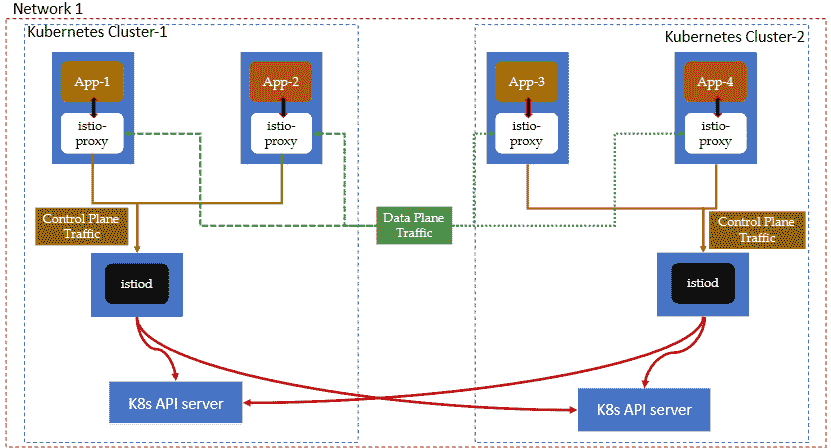 Network 1
Kubernetes Cluster-1
Kubernetes Cluster-2
App-1
App-2
App-3
App-4
istio-
proxy
istio-
proxy
istio-
proxy
istio-
proxy
Control Plane
Traffic
Data Plane
Traffic
Control Plane
Traffic
istiod
istiod
K8s API server
K8s API server